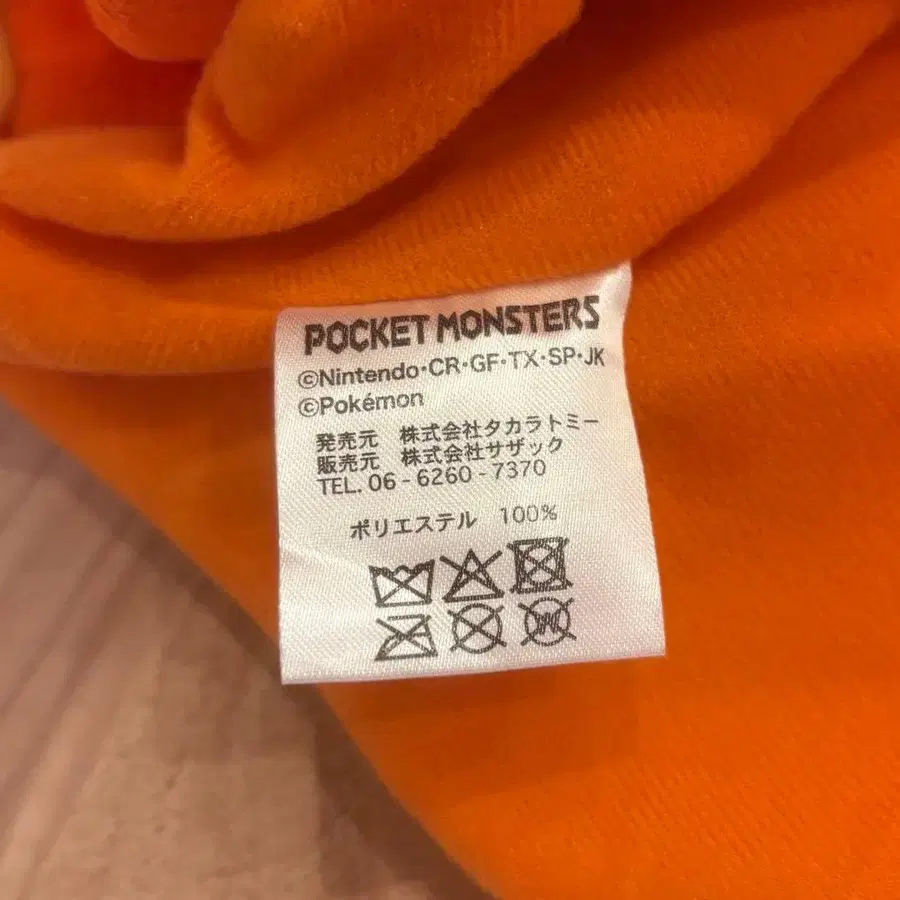 POCKET MONSTERS
©Nintendo･CR･GF･TX･SP･JK
©Pokémon
発売元 株式会社タカラトミー
販売元 株式会社サザック
TEL. 06-6260-7370
ポリエステル 100%